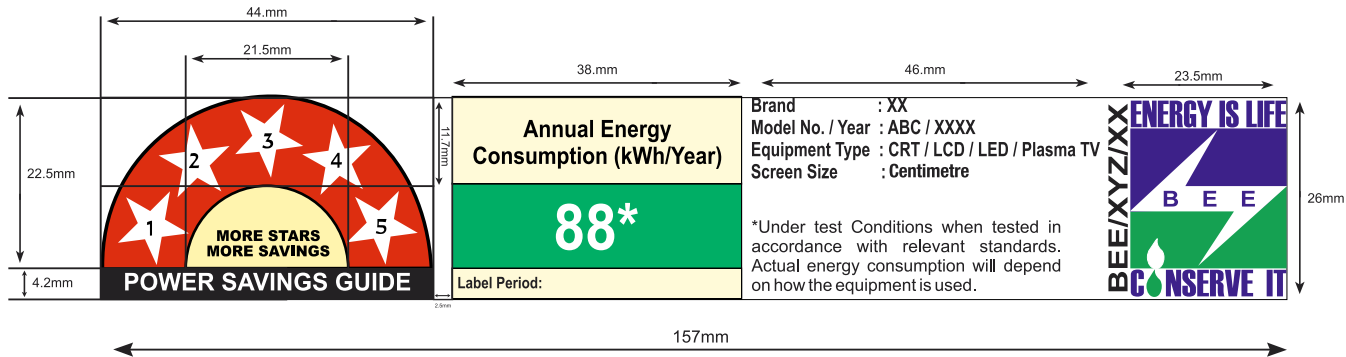 44.mm
21.5mm
38.mm
46.mm
23.5mm
22.5mm
11.7mm
4.2mm
2.5mm
26mm
157mm
1
2
3
4
5
MORE STARS
MORE SAVINGS
POWER SAVINGS GUIDE
Annual Energy
Consumption (kWh/Year)
88*
Label Period:
Brand : XX
Model No. / Year : ABC / XXXX
Equipment Type : CRT / LCD / LED / Plasma TV
Screen Size : Centimetre
*Under test Conditions when tested in
accordance with relevant standards.
Actual energy consumption will depend
on how the equipment is used.
BEE/XYZ/XX
ENERGY IS LIFE
B E E
CONSERVE IT